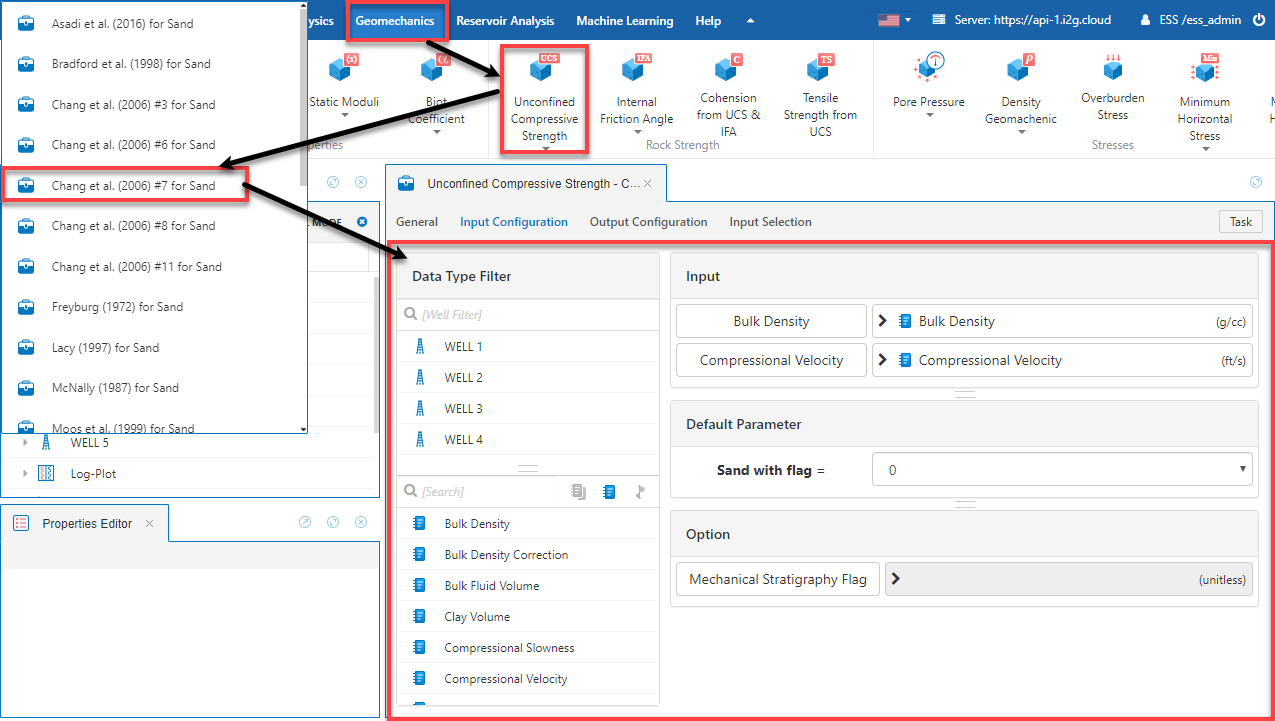 ysics
Geomechanics
Reservoir Analysis
Machine Learning
Help
Server: https://api-1.i2g.cloud
ESS /ess_admin
Asadi et al. (2016) for Sand
Bradford et al. (1998) for Sand
Chang et al. (2006) #3 for Sand
Chang et al. (2006) #6 for Sand
Chang et al. (2006) #7 for Sand
Chang et al. (2006) #8 for Sand
Chang et al. (2006) #11 for Sand
Freyburg (1972) for Sand
Lacy (1997) for Sand
McNally (1987) for Sand
Moos et al. (1999) for Sand
(x)
Static Moduli
α
Biot
Coefficient
perties
UCS
Unconfined
Compressive
Strength
IFA
Internal
Friction Angle
C
Cohension
from UCS &
IFA
TS
Tensile
Strength from
UCS
Rock Strength
Pore Pressure
ρ
Density
Geomachenic
Overburden
Stress
Min
Minimum
Horizontal
Stress
Stresses
MODE
WELL 5
Log-Plot
Properties Editor
Unconfined Compressive Strength - C...
General
Input Configuration
Output Configuration
Input Selection
Task
Data Type Filter
[Well Filter]
WELL 1
WELL 2
WELL 3
WELL 4
[Search]
Bulk Density
Bulk Density Correction
Bulk Fluid Volume
Clay Volume
Compressional Slowness
Compressional Velocity
Input
Bulk Density
Bulk Density
(g/cc)
Compressional Velocity
Compressional Velocity
(ft/s)
Default Parameter
Sand with flag =
0
Option
Mechanical Stratigraphy Flag
(unitless)